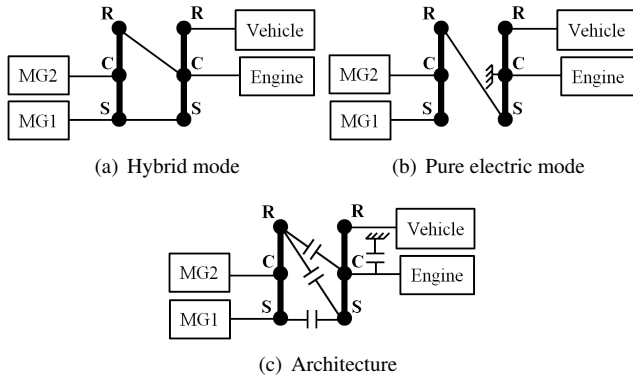 R R Vehicle
MG2 C C Engine
MG1 S S
(a) Hybrid mode
R R Vehicle
MG2 C C Engine
MG1 S S
(b) Pure electric mode
R R Vehicle
MG2 C C Engine
MG1 S S
(c) Architecture